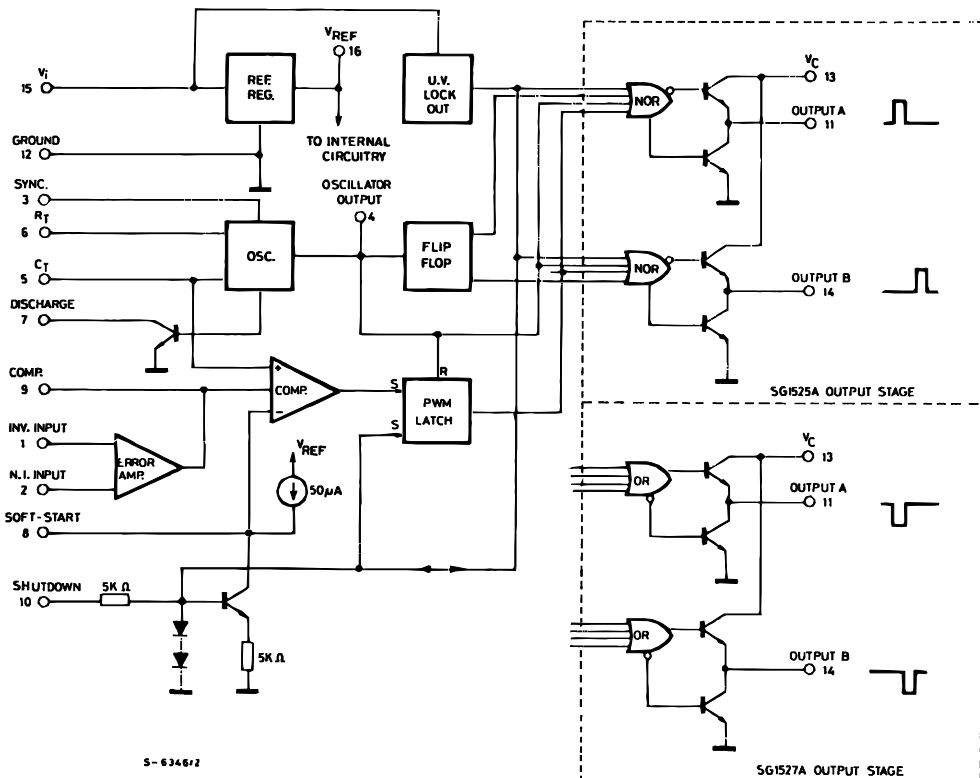 VREF
16
Vi
15
REF.
REG.
U.V.
LOCK
OUT
TO INTERNAL
CIRCUITRY
GROUND
12
SYNC.
3
RT
6
OSCILLATOR
OUTPUT
4
OSC.
FLIP
FLOP
CT
5
DISCHARGE
7
COMP.
9
+
COMP.
-
S
R
PWM
LATCH
S
INV. INPUT
1
ERROR
AMP.
N.I. INPUT
2
VREF
50µA
SOFT-START
8
SHUTDOWN
10
5KΩ
5KΩ
S-6346/2
NOR
VC
13
OUTPUT A
11
NOR
OUTPUT B
14
SG1525A OUTPUT STAGE
OR
VC
13
OUTPUT A
11
OR
OUTPUT B
14
SG1527A OUTPUT STAGE